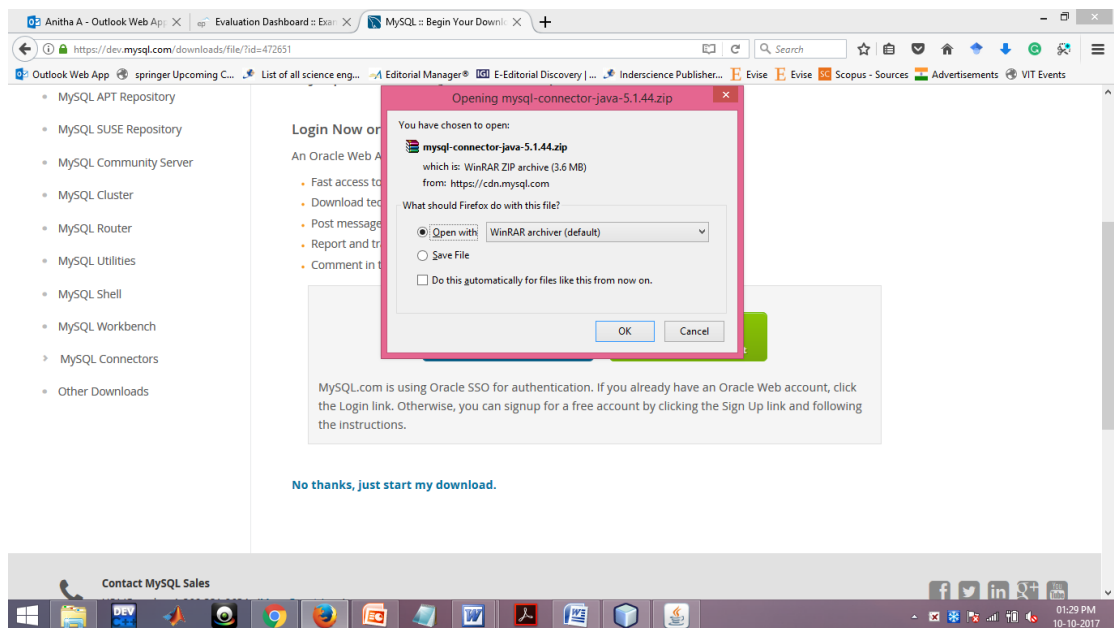 Anitha A - Outlook Web App
Evaluation Dashboard :: Exan
MySQL :: Begin Your Downlo
https://dev.mysql.com/downloads/file/?id=472651
Search
Outlook Web App
springer Upcoming C...
List of all science eng...
Editorial Manager®
E-Editorial Discovery | ...
Inderscience Publisher...
Evise
Evise
Scopus - Sources
Advertisements
VIT Events
MySQL APT Repository
MySQL SUSE Repository
MySQL Community Server
MySQL Cluster
MySQL Router
MySQL Utilities
MySQL Shell
MySQL Workbench
MySQL Connectors
Other Downloads
Login Now or
An Oracle Web A
Fast access to
Download tec
Post message
Report and tr
Comment in t
Opening mysql-connector-java-5.1.44.zip
You have chosen to open:
mysql-connector-java-5.1.44.zip
which is: WinRAR ZIP archive (3.6 MB)
from: https://cdn.mysql.com
What should Firefox do with this file?
Open with
WinRAR archiver (default)
Save File
Do this automatically for files like this from now on.
OK
Cancel
MySQL.com is using Oracle SSO for authentication. If you already have an Oracle Web account, click
the Login link. Otherwise, you can signup for a free account by clicking the Sign Up link and following
the instructions.
No thanks, just start my download.
Contact MySQL Sales
DEV
01:29 PM
10-10-2017